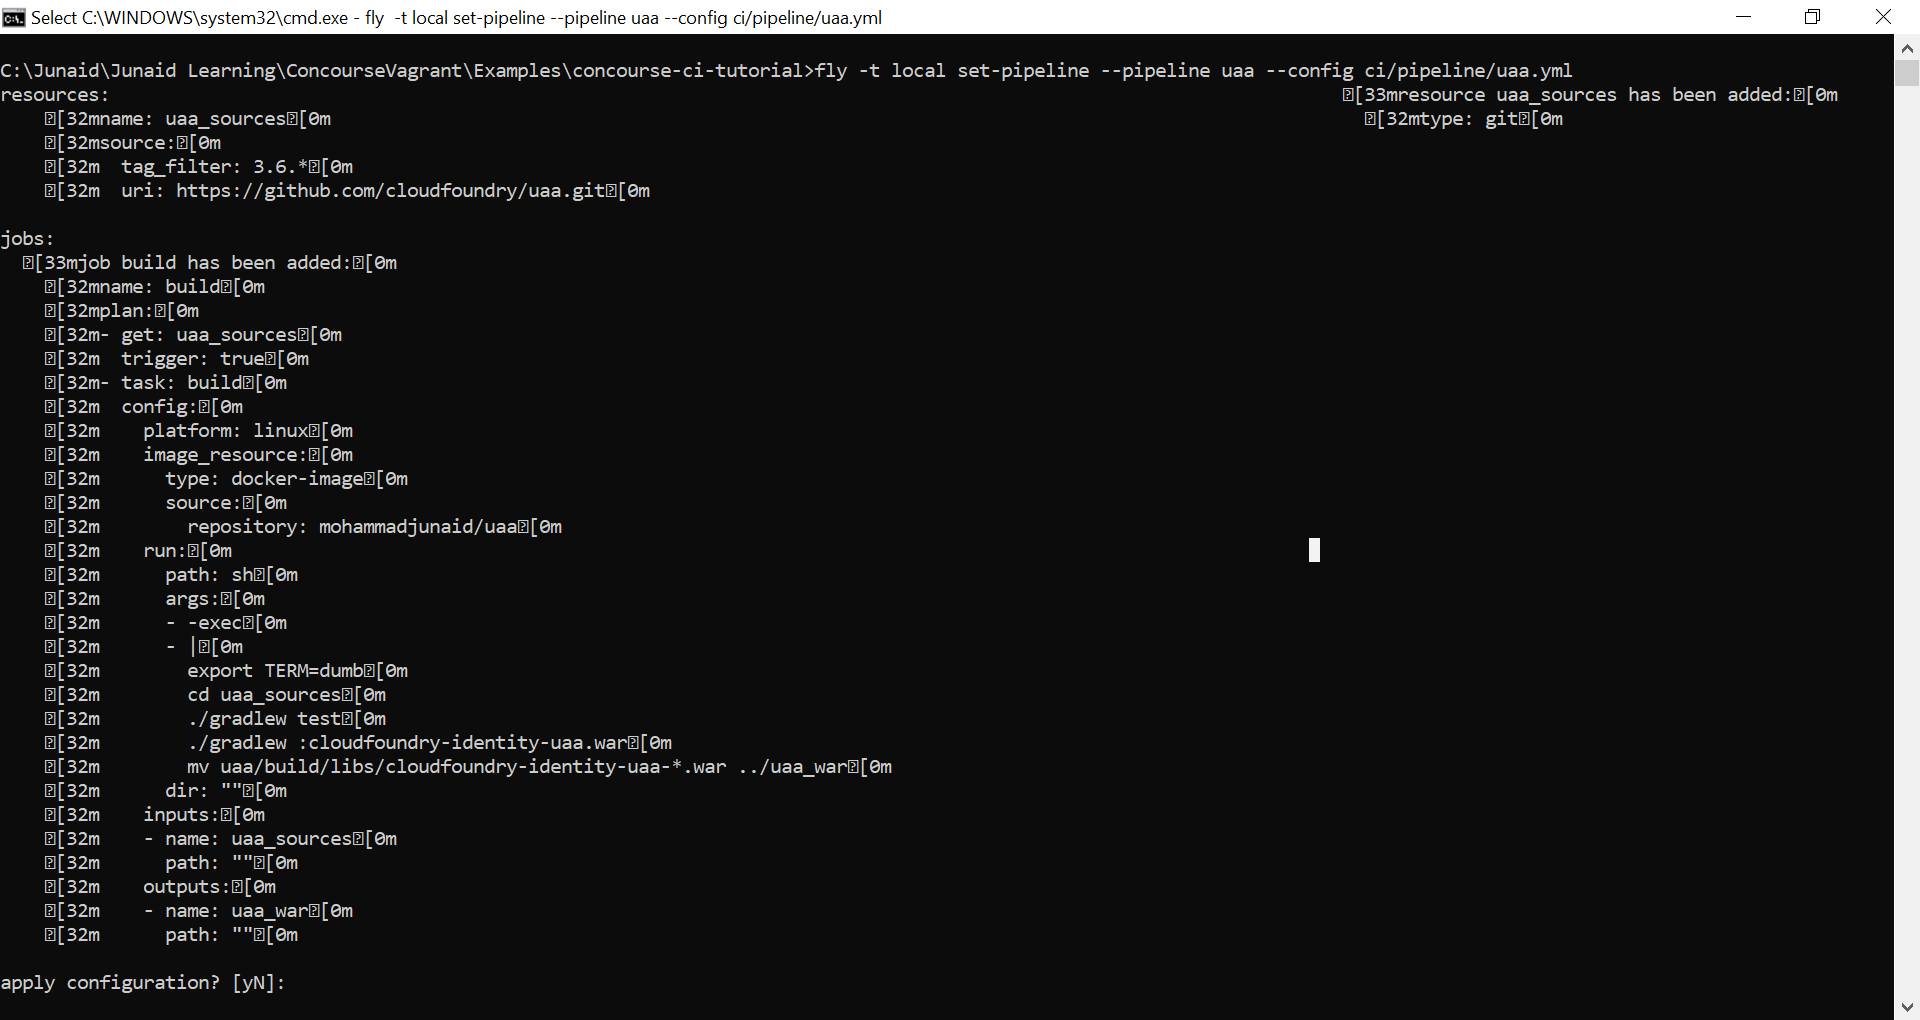 Select C:\WINDOWS\system32\cmd.exe - fly  -t local set-pipeline --pipeline uaa --config ci/pipeline/uaa.yml
C:\Junaid\Junaid Learning\ConcourseVagrant\Examples\concourse-ci-tutorial>fly -t local set-pipeline --pipeline uaa --config ci/pipeline/uaa.yml
resources: ⍰[33mresource uaa_sources has been added:⍰[0m
    ⍰[32mname: uaa_sources⍰[0m ⍰[32mtype: git⍰[0m
    ⍰[32msource:⍰[0m
    ⍰[32m  tag_filter: 3.6.*⍰[0m
    ⍰[32m  uri: https://github.com/cloudfoundry/uaa.git⍰[0m
jobs:
  ⍰[33mjob build has been added:⍰[0m
    ⍰[32mname: build⍰[0m
    ⍰[32mplan:⍰[0m
    ⍰[32m- get: uaa_sources⍰[0m
    ⍰[32m  trigger: true⍰[0m
    ⍰[32m- task: build⍰[0m
    ⍰[32m  config:⍰[0m
    ⍰[32m    platform: linux⍰[0m
    ⍰[32m    image_resource:⍰[0m
    ⍰[32m      type: docker-image⍰[0m
    ⍰[32m      source:⍰[0m
    ⍰[32m        repository: mohammadjunaid/uaa⍰[0m
    ⍰[32m    run:⍰[0m
    ⍰[32m      path: sh⍰[0m
    ⍰[32m      args:⍰[0m
    ⍰[32m      - -exec⍰[0m
    ⍰[32m      - |⍰[0m
    ⍰[32m        export TERM=dumb⍰[0m
    ⍰[32m        cd uaa_sources⍰[0m
    ⍰[32m        ./gradlew test⍰[0m
    ⍰[32m        ./gradlew :cloudfoundry-identity-uaa.war⍰[0m
    ⍰[32m        mv uaa/build/libs/cloudfoundry-identity-uaa-*.war ../uaa_war⍰[0m
    ⍰[32m      dir: ""⍰[0m
    ⍰[32m    inputs:⍰[0m
    ⍰[32m    - name: uaa_sources⍰[0m
    ⍰[32m      path: ""⍰[0m
    ⍰[32m    outputs:⍰[0m
    ⍰[32m    - name: uaa_war⍰[0m
    ⍰[32m      path: ""⍰[0m
apply configuration? [yN]: